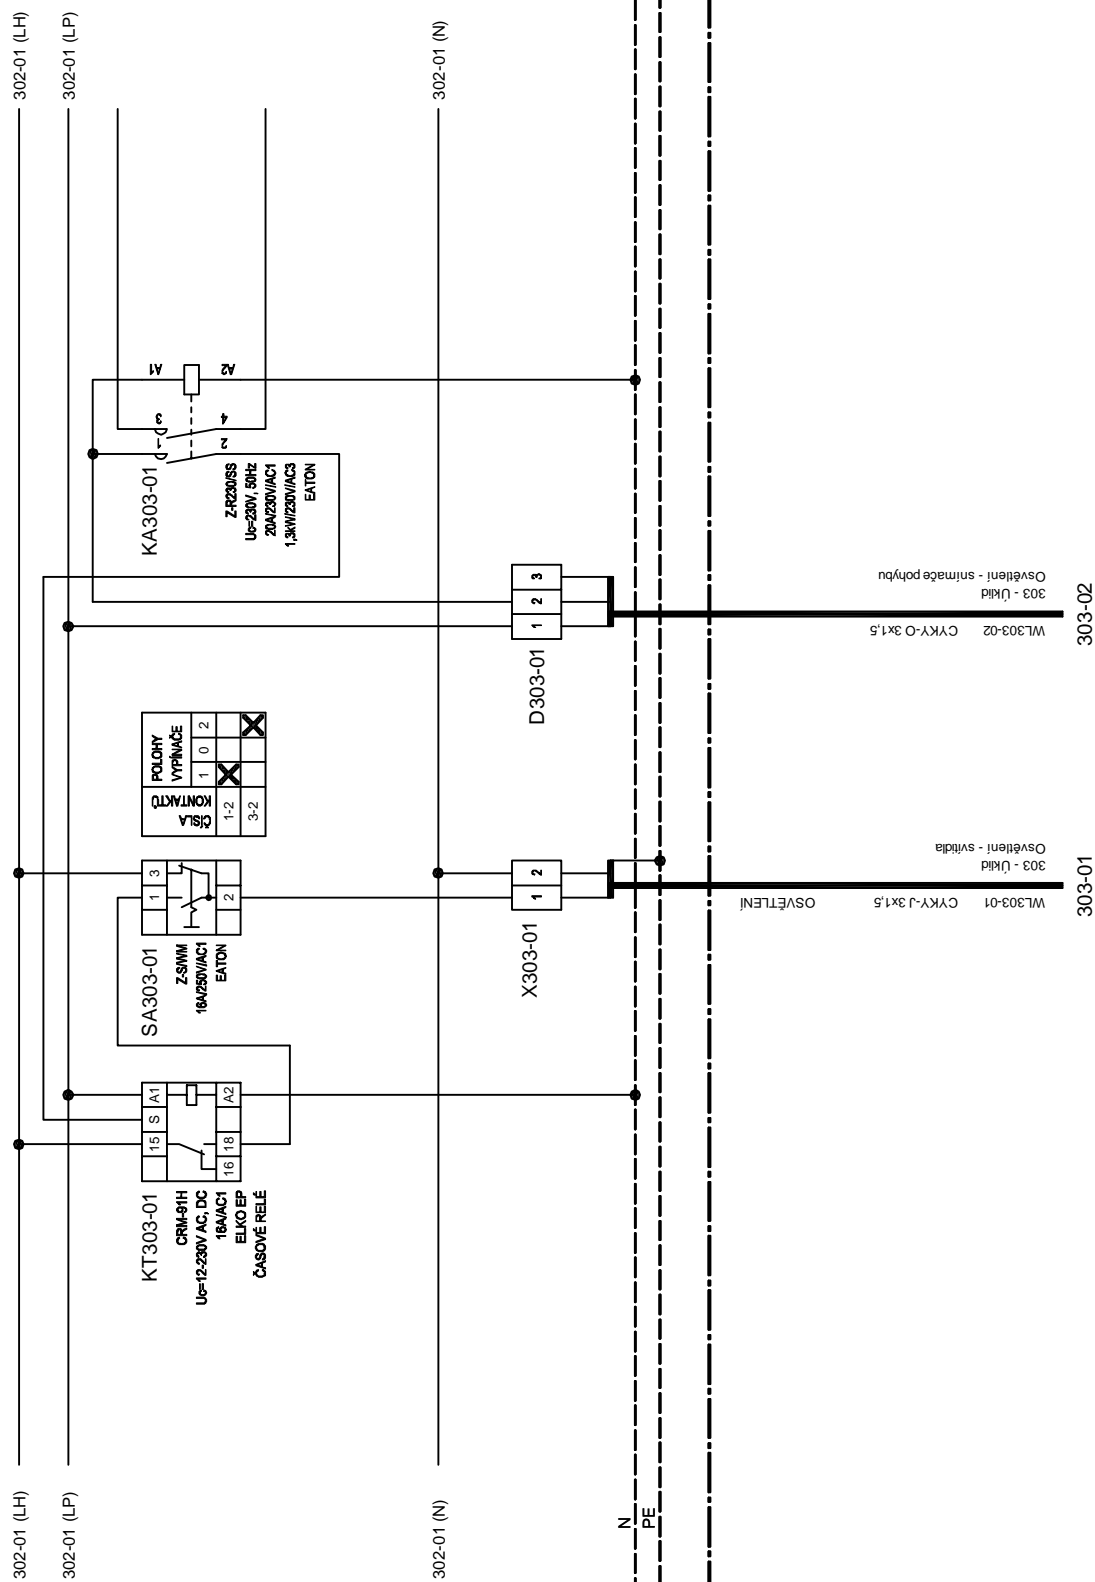 302-01 (LH)
302-01 (LP)
302-01 (N)
N
PE
KT303-01
CRM-91H
Uc=12-230V AC, DC
16A/AC1
ELKO EP
ČASOVÉ RELÉ
15
S
A1
16
18
A2
SA303-01
Z-S/WM
16A/250V/AC1
EATON
1
3
2
ČÍSLA
KONTAKTŮ
POLOHY
VYPÍNAČE
1 0 2
1-2
3-2
X303-01
1
2
WL303-01 CYKY-J 3x1,5 OSVĚTLENÍ
303 - Úklid
Osvětlení - svítidla
303-01
D303-01
1
2
3
WL303-02 CYKY-O 3x1,5
303 - Úklid
Osvětlení - snímače pohybu
303-02
KA303-01
Z-R230/SS
Uc=230V, 50Hz
20A/230V/AC1
1,3kW/230V/AC3
EATON
1
3
A1
2
4
A2
302-01 (LH)
302-01 (LP)
302-01 (N)